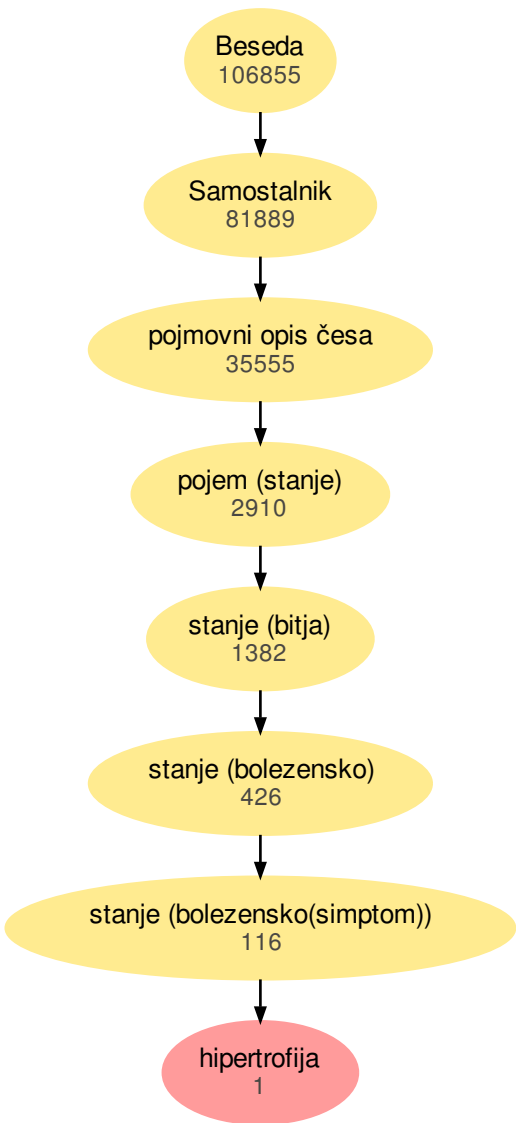 Beseda
106855
Samostalnik
81889
pojmovni opis česa
35555
pojem (stanje)
2910
stanje (bitja)
1382
stanje (bolezensko)
426
stanje (bolezensko(simptom))
116
hipertrofija
1